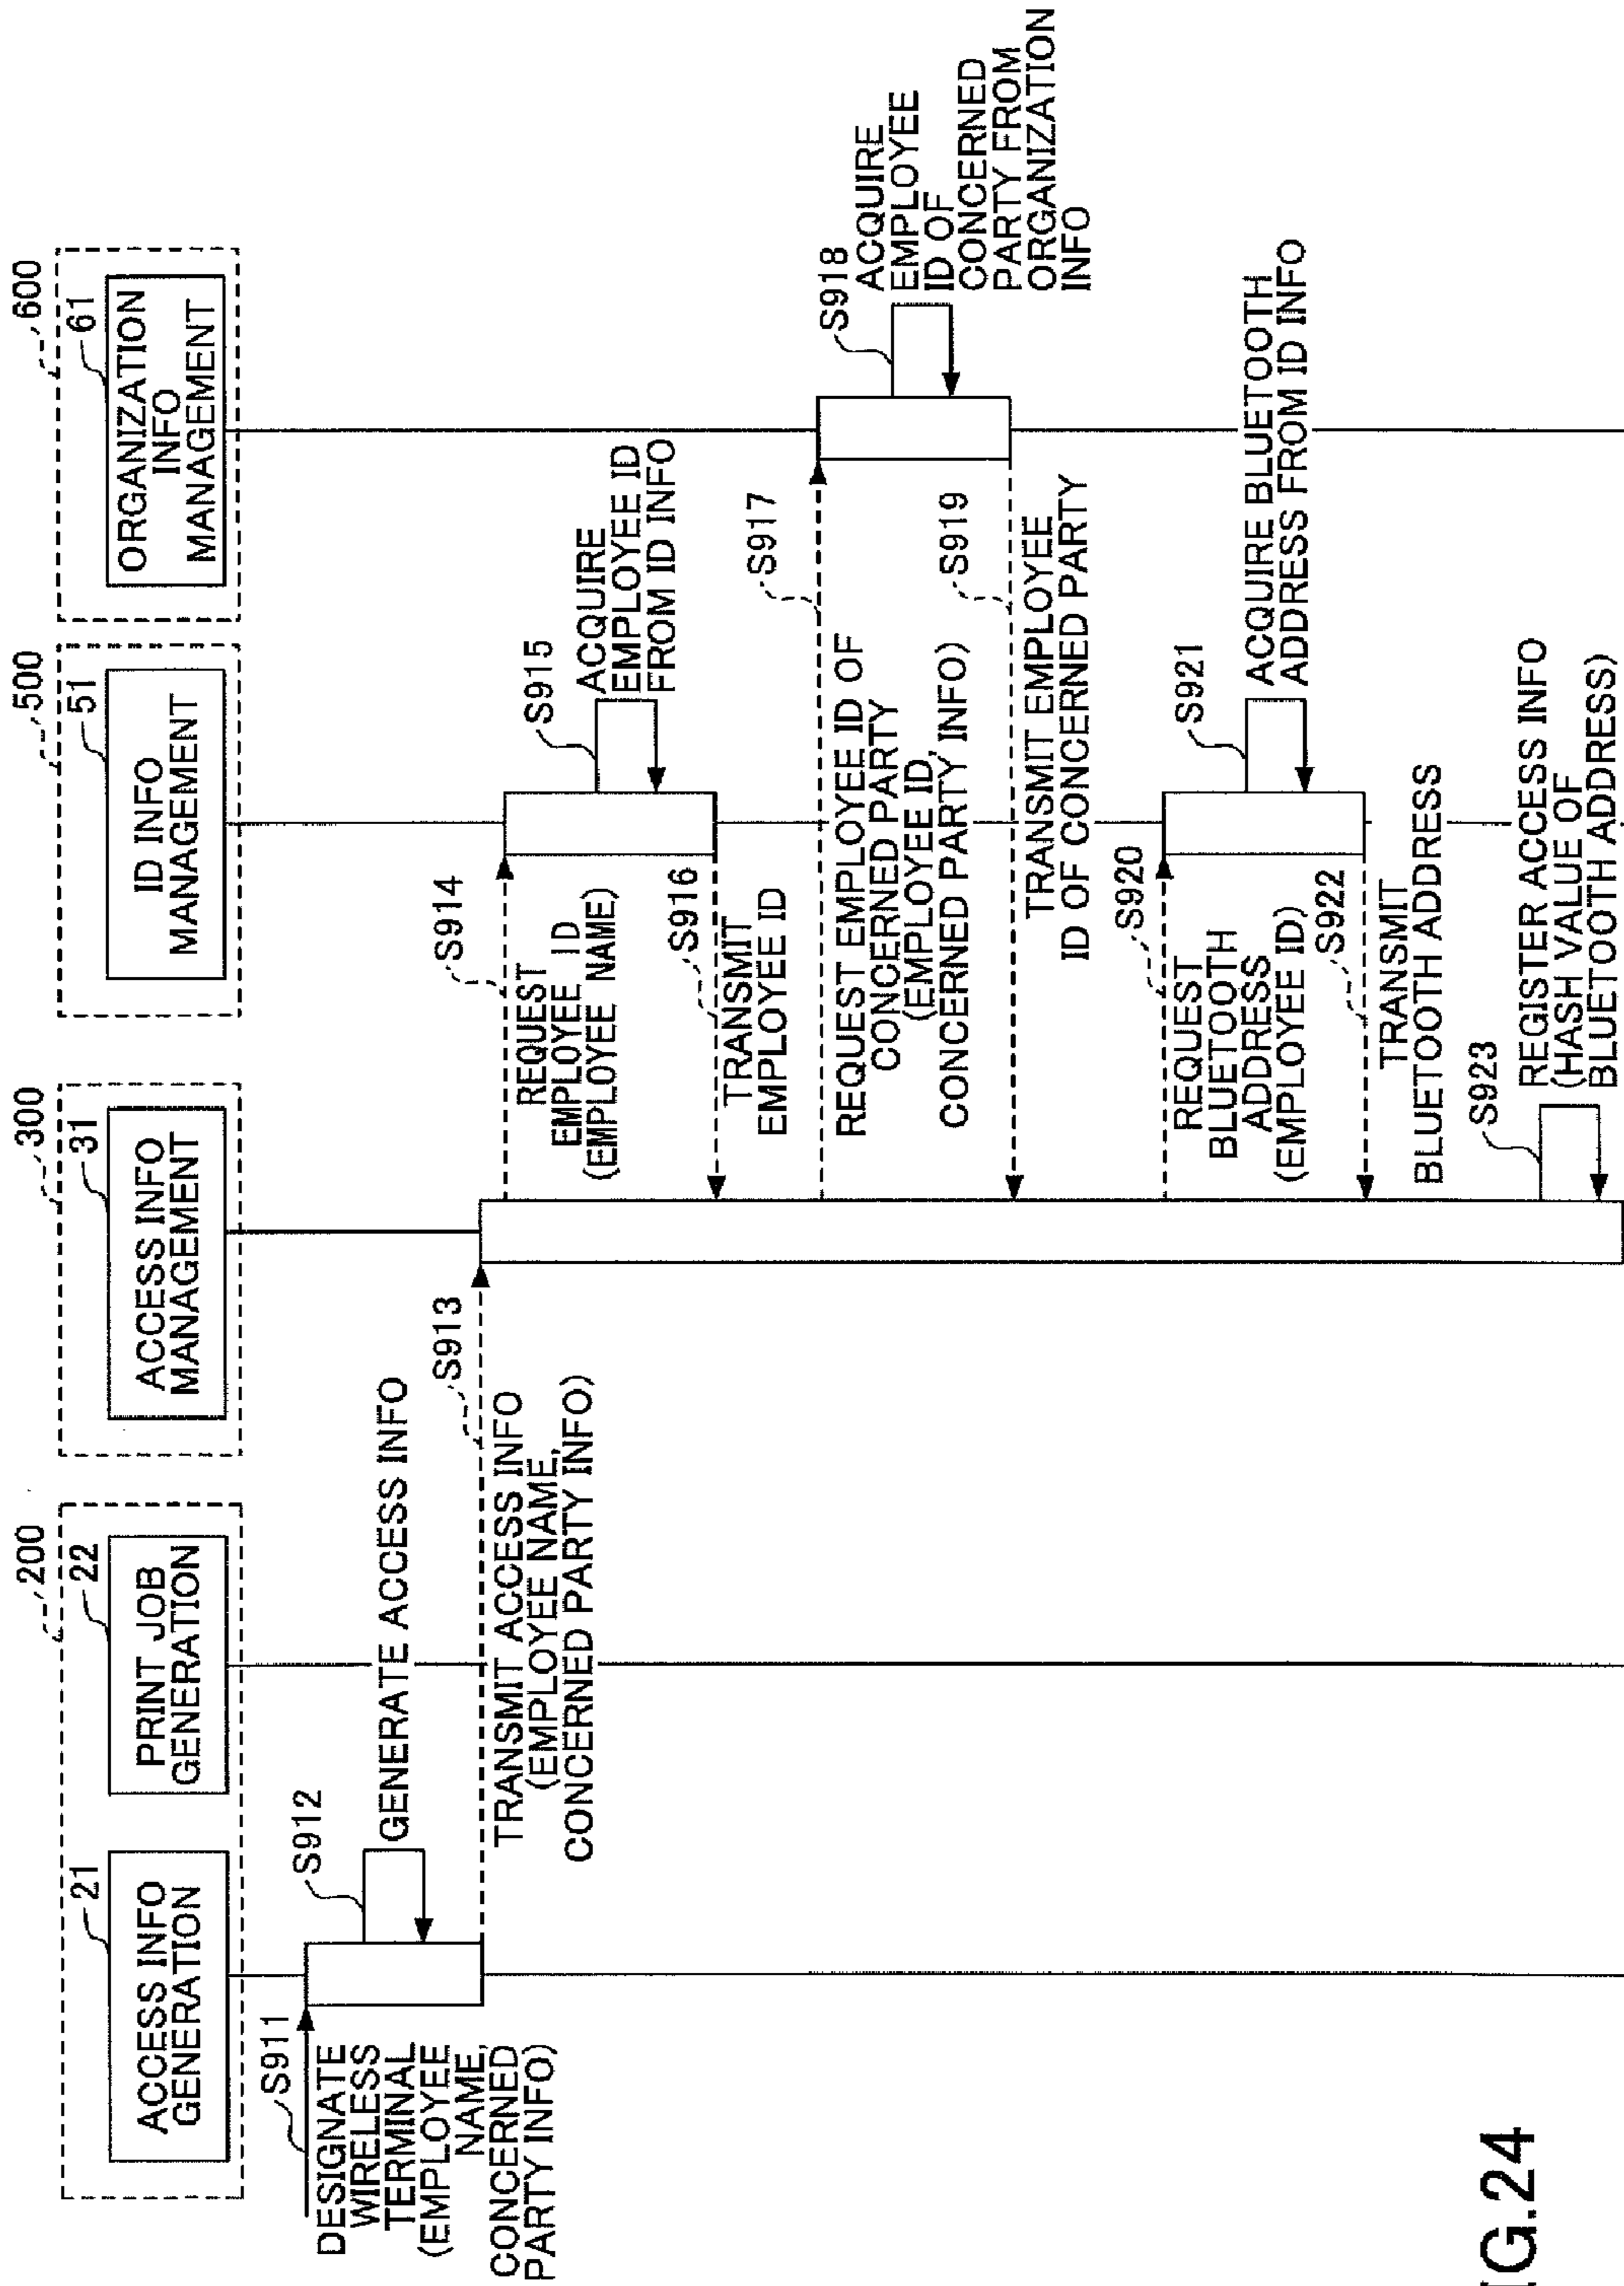 200
21
ACCESS INFO
GENERATION
22
PRINT JOB
GENERATION
300
31
ACCESS INFO
MANAGEMENT
500
51
ID INFO
MANAGEMENT
600
61
ORGANIZATION
INFO
MANAGEMENT
S911
DESIGNATE
WIRELESS
TERMINAL
(EMPLOYEE
NAME,
CONCERNED
PARTY INFO)
S912
GENERATE ACCESS INFO
S913
TRANSMIT ACCESS INFO
(EMPLOYEE NAME,
CONCERNED PARTY INFO)
S914
REQUEST
EMPLOYEE ID
(EMPLOYEE NAME)
S915
ACQUIRE
EMPLOYEE ID
FROM ID INFO
S916
TRANSMIT
EMPLOYEE ID
S917
REQUEST EMPLOYEE ID OF
CONCERNED PARTY
(EMPLOYEE ID,
CONCERNED PARTY INFO)
S918
ACQUIRE
EMPLOYEE
ID OF
CONCERNED
PARTY FROM
ORGANIZATION
INFO
S919
TRANSMIT EMPLOYEE
ID OF CONCERNED PARTY
S920
REQUEST
BLUETOOTH
ADDRESS
(EMPLOYEE ID)
S921
ACQUIRE BLUETOOTH
ADDRESS FROM ID INFO
S922
TRANSMIT
BLUETOOTH ADDRESS
S923
REGISTER ACCESS INFO
(HASH VALUE OF
BLUETOOTH ADDRESS)
IG.24